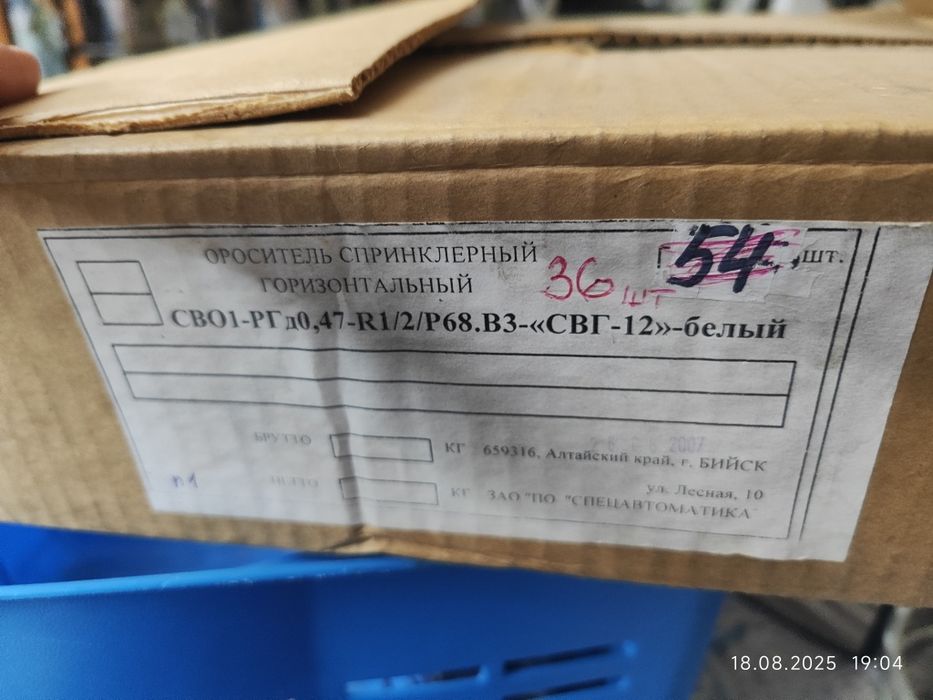 ОРОСИТЕЛЬ СПРИНКЛЕРНЫЙ
ГОРИЗОНТАЛЬНЫЙ
36 шт
54 шт.
СВО1-РГд0,47-R1/2/Р68.В3-«СВГ-12»-белый
БРУТТО КГ
2007
659316, Алтайский край, г. БИЙСК
НЕТТО КГ
ул. Лесная, 10
ЗАО "ПО "СПЕЦАВТОМАТИКА"
п1
18.08.2025 19:04